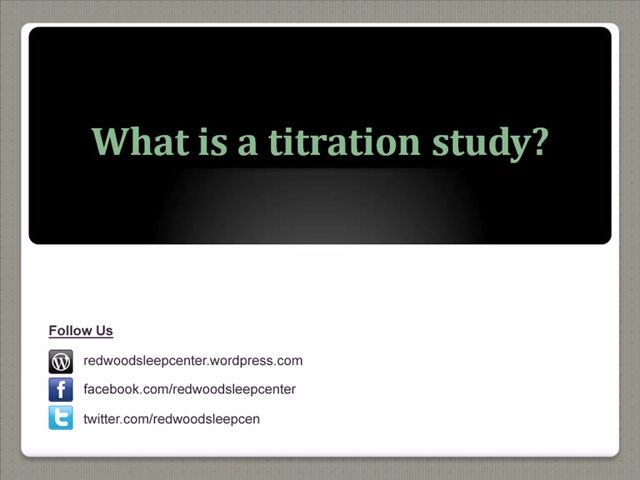 What is a titration study?
Follow Us
redwoodsleepcenter.wordpress.com
facebook.com/redwoodsleepcenter
twitter.com/redwoodsleepcen